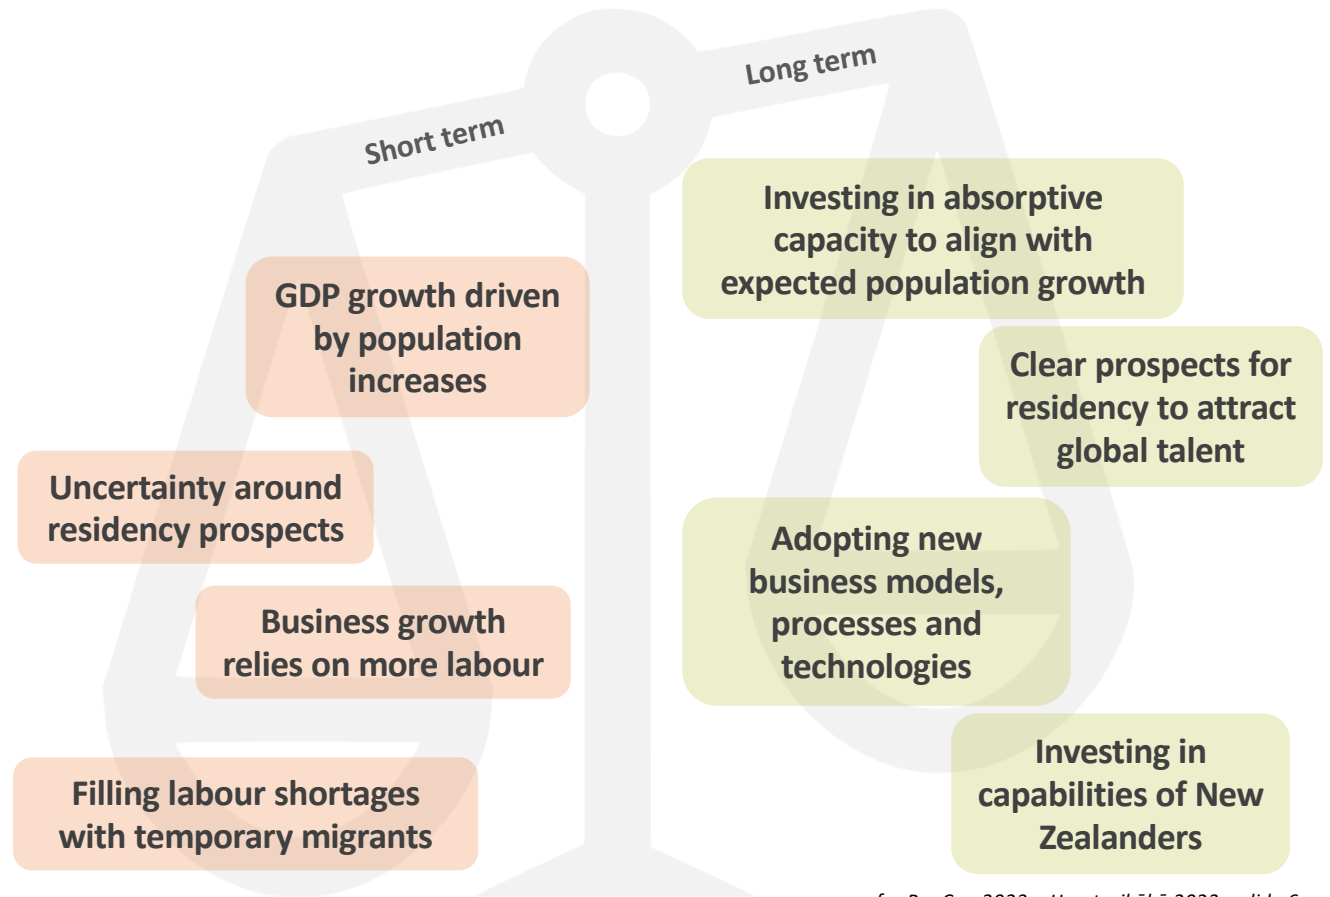 Short term
Long term
GDP growth driven
by population
increases
Uncertainty around
residency prospects
Business growth
relies on more labour
Filling labour shortages
with temporary migrants
Investing in absorptive
capacity to align with
expected population growth
Clear prospects for
residency to attract
global talent
Adopting new
business models,
processes and
technologies
Investing in
capabilities of New
Zealanders